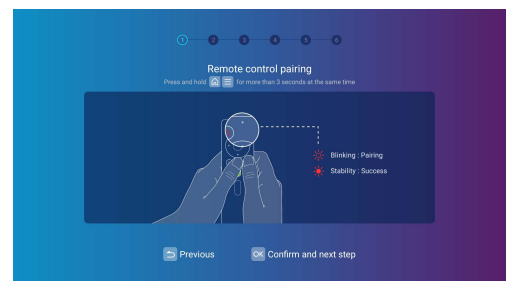 1 2 3 4 5 6
Remote control pairing
Press and hold for more than 3 seconds at the same time
Blinking : Pairing
Stability : Success
Previous OK Confirm and next step